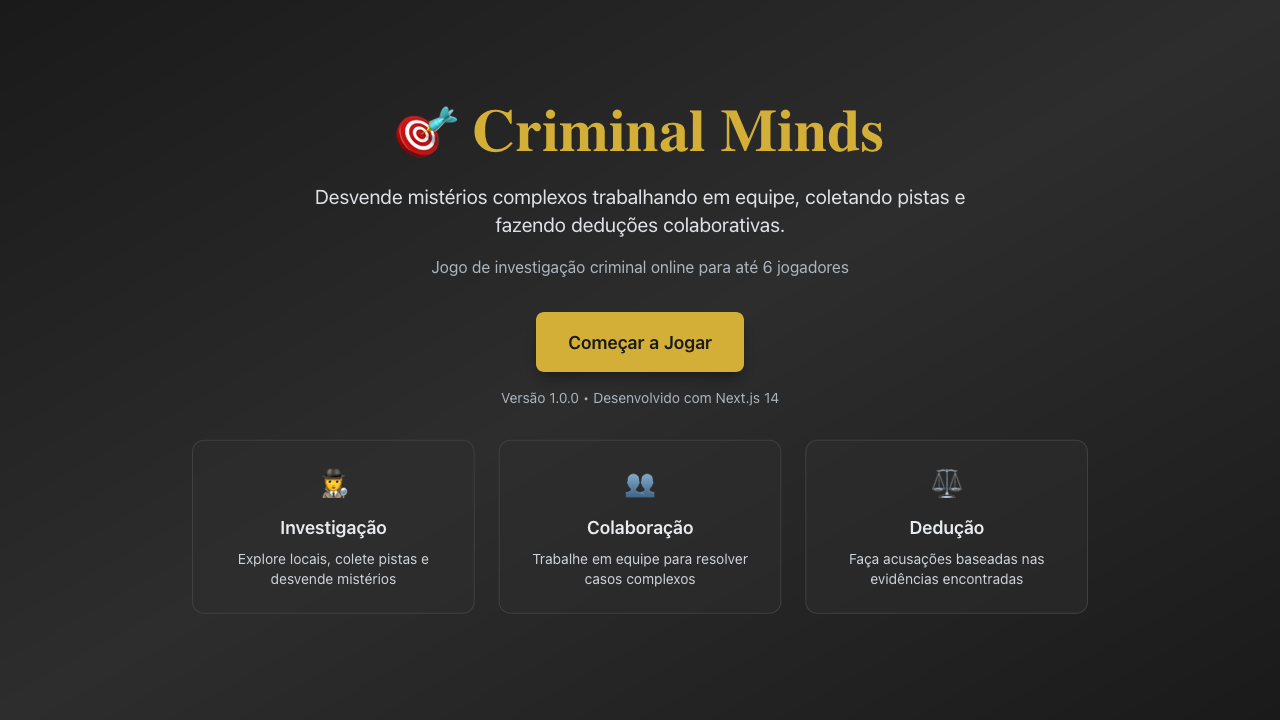 Criminal Minds
Desvende mistérios complexos trabalhando em equipe, coletando pistas e
fazendo deduções colaborativas.
Jogo de investigação criminal online para até 6 jogadores
Começar a Jogar
Versão 1.0.0 • Desenvolvido com Next.js 14
Investigação
Explore locais, colete pistas e
desvende mistérios
Colaboração
Trabalhe em equipe para resolver
casos complexos
Dedução
Faça acusações baseadas nas
evidências encontradas